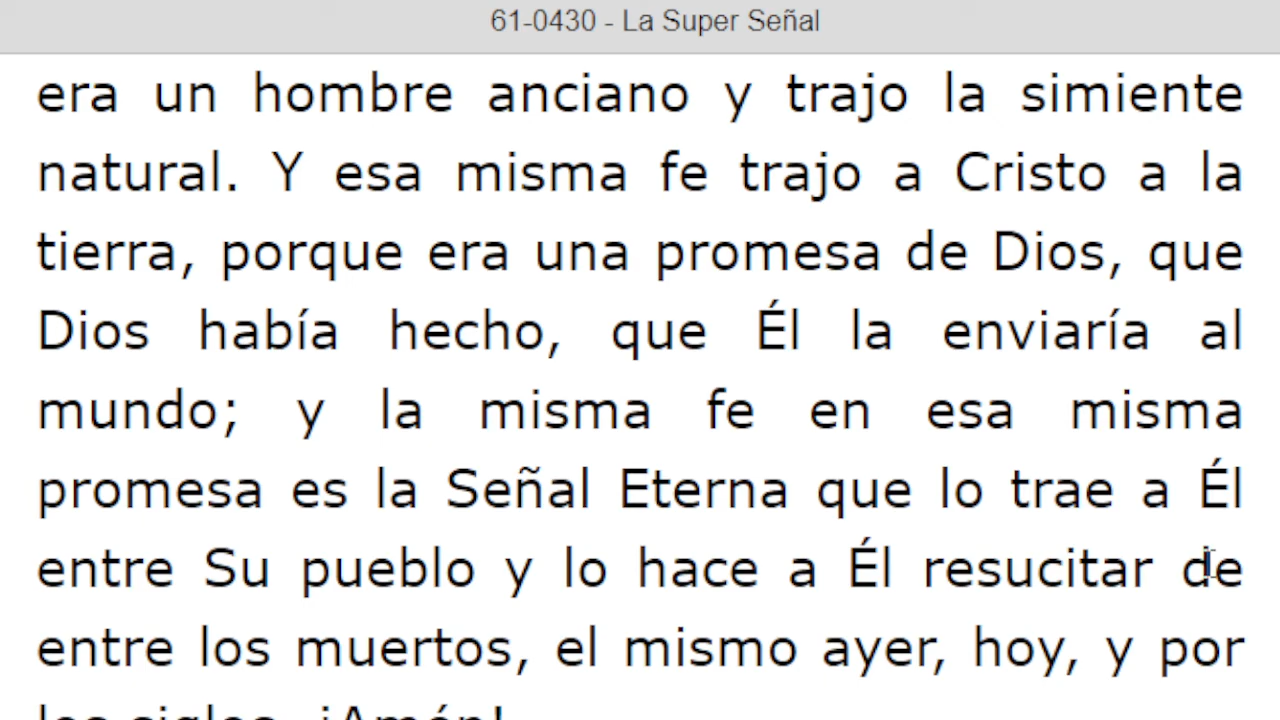 61-0430 - La Super Señal
era un hombre anciano y trajo la simiente
natural. Y esa misma fe trajo a Cristo a la
tierra, porque era una promesa de Dios, que
Dios había hecho, que Él la enviaría al
mundo; y la misma fe en esa misma
promesa es la Señal Eterna que lo trae a Él
entre Su pueblo y lo hace a Él resucitar de
entre los muertos, el mismo ayer, hoy, y por
los siglos. ¡Amén!